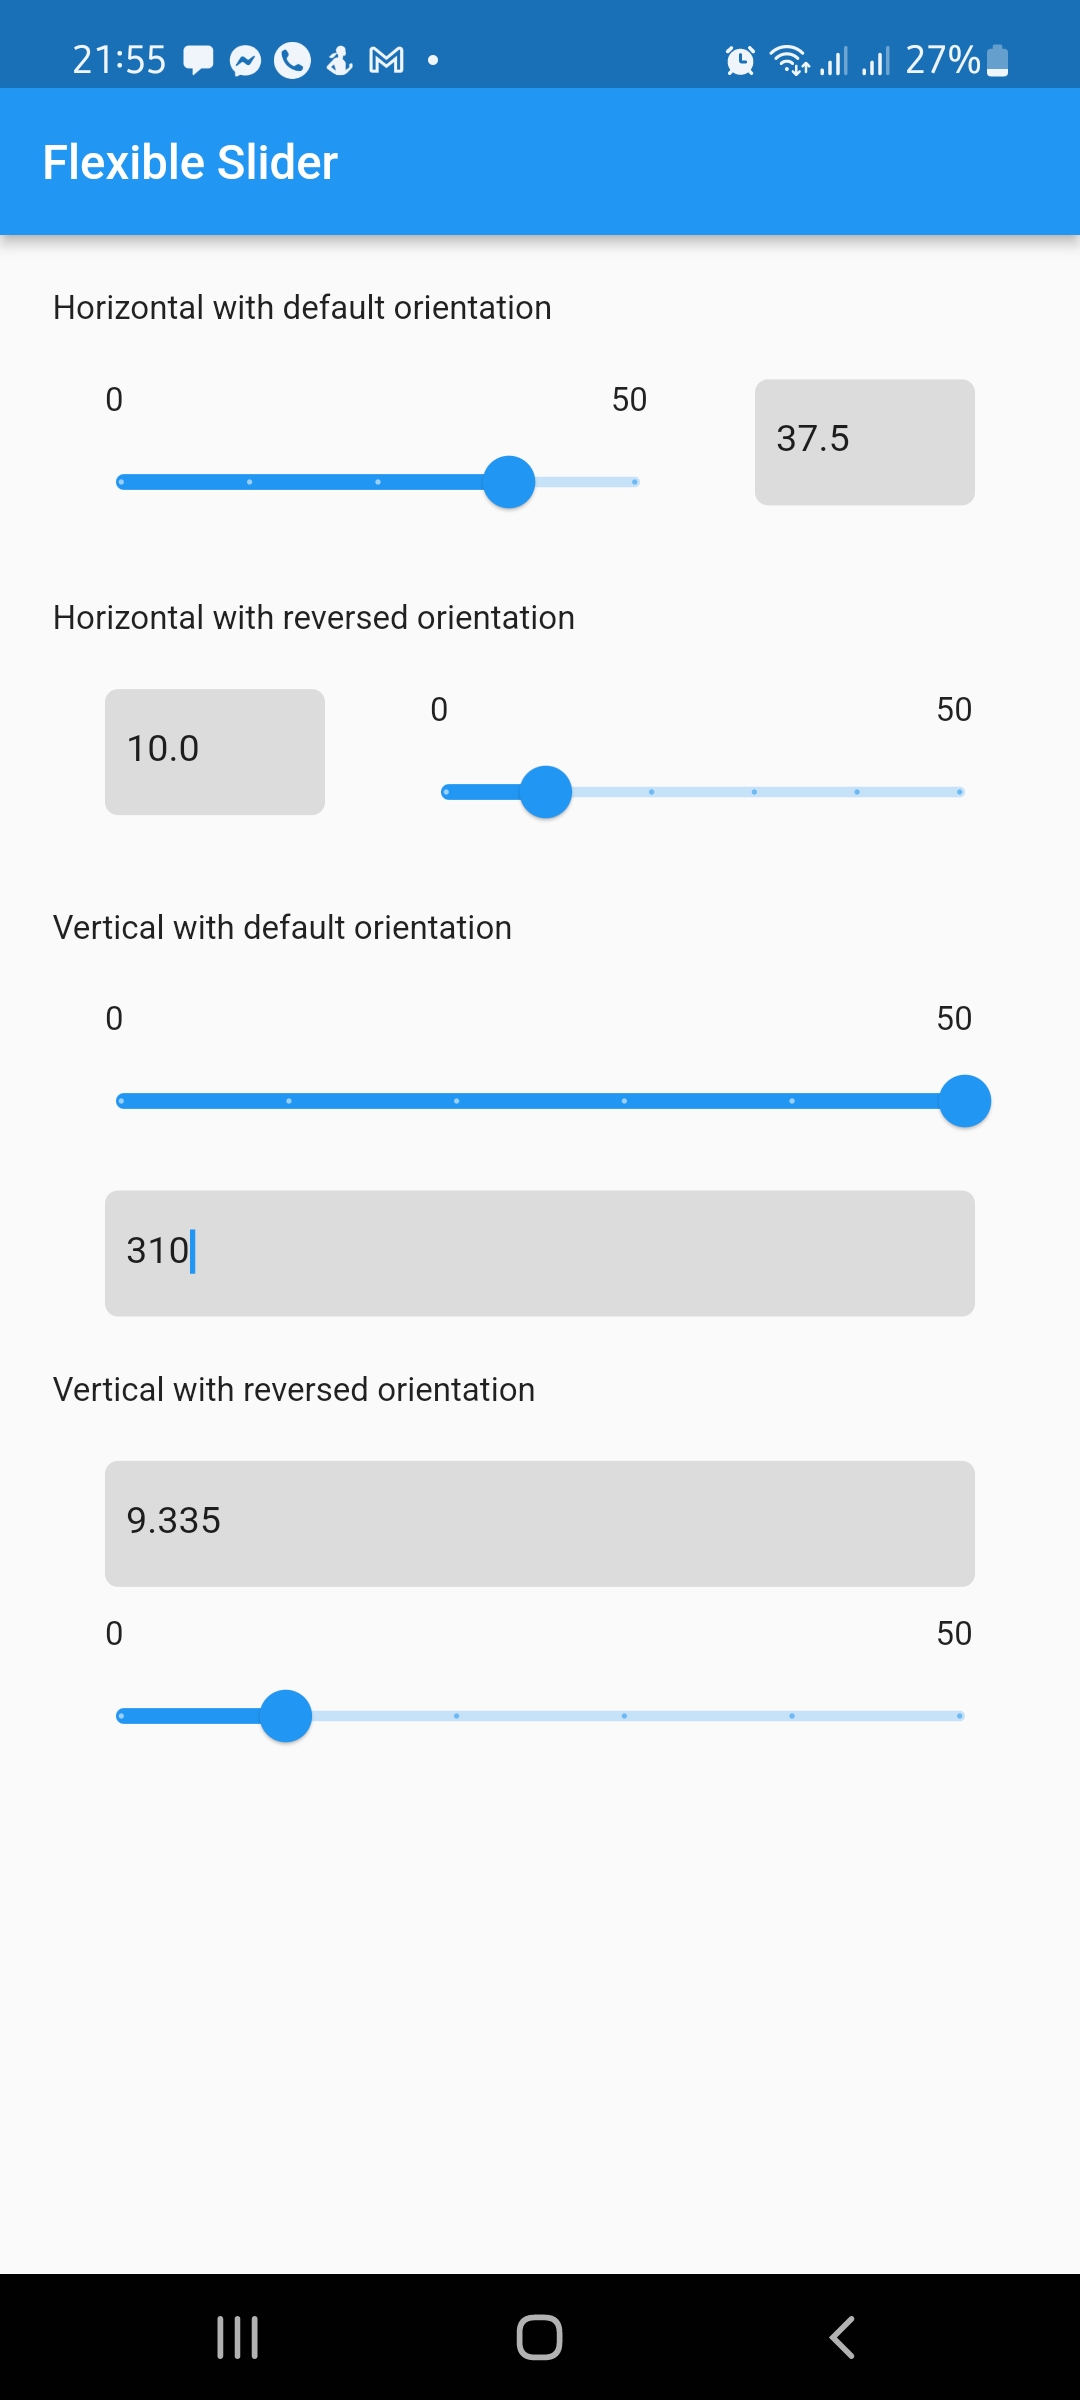 21:55 27%
Flexible Slider
Horizontal with default orientation
0 50
37.5
Horizontal with reversed orientation
10.0
0 50
Vertical with default orientation
0 50
310
Vertical with reversed orientation
9.335
0 50